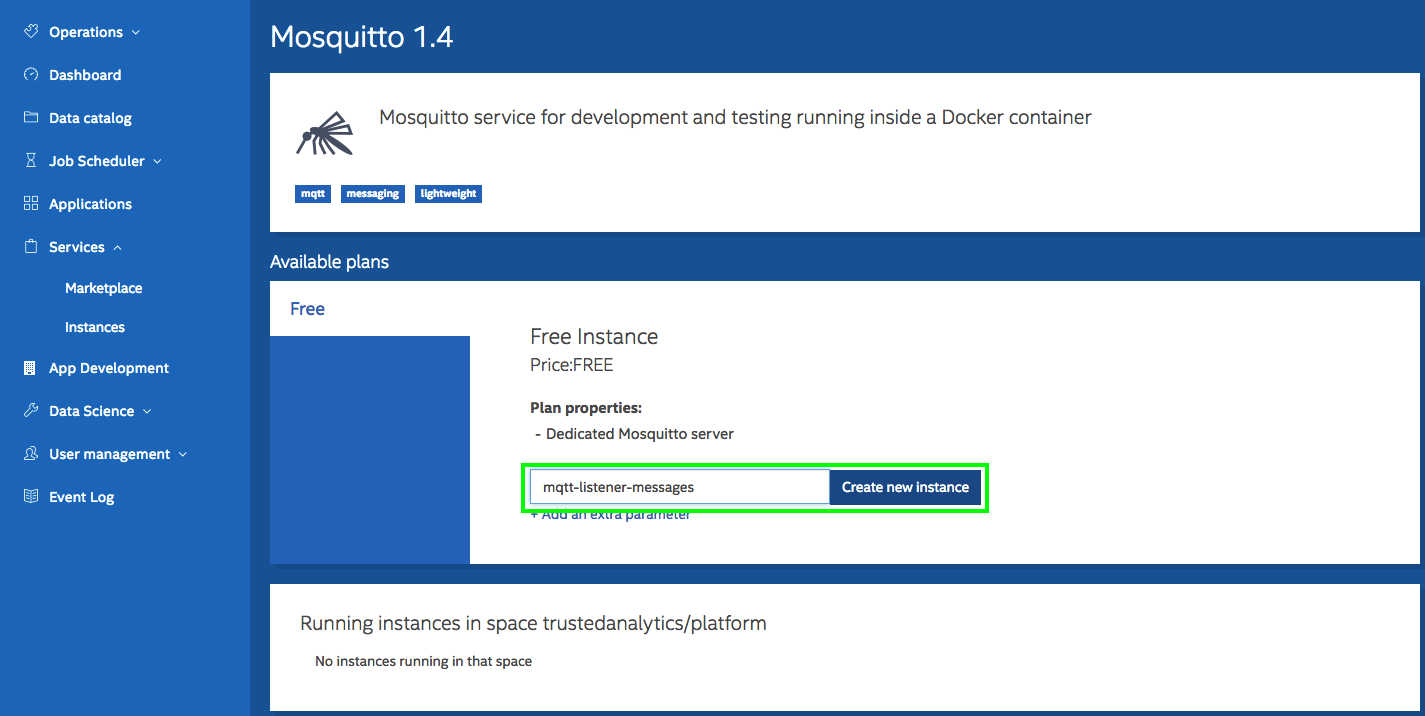 Operations
Dashboard
Data catalog
Job Scheduler
Applications
Services
Marketplace
Instances
App Development
Data Science
User management
Event Log
Mosquitto 1.4
Mosquitto service for development and testing running inside a Docker container
mqtt messaging lightweight
Available plans
Free
Free Instance
Price:FREE
Plan properties:
- Dedicated Mosquitto server
mqtt-listener-messages Create new instance
+ Add an extra parameter
Running instances in space trustedanalytics/platform
No instances running in that space